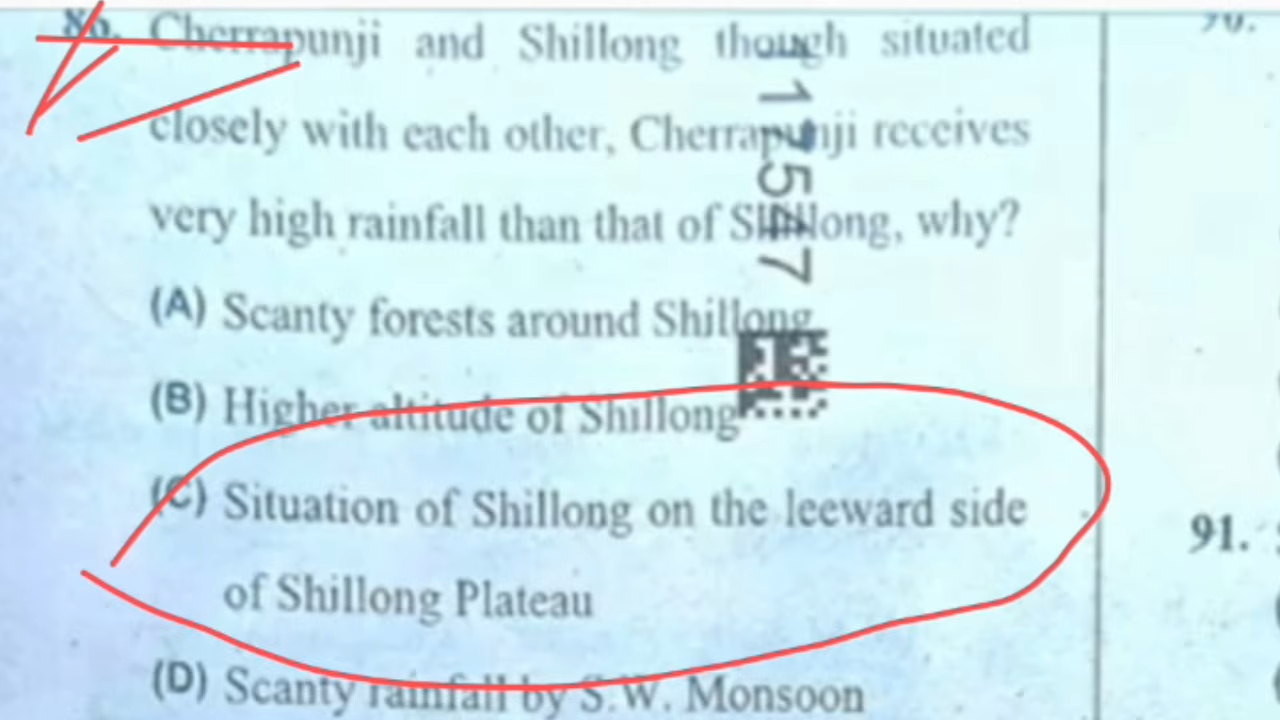 86. Cherrapunji and Shillong though situated
closely with each other, Cherrapunji receives
very high rainfall than that of Shillong, why?
(A) Scanty forests around Shillong
(B) Higher altitude of Shillong
(C) Situation of Shillong on the leeward side
of Shillong Plateau
(D) Scanty rainfall by S.W. Monsoon
90.
91.